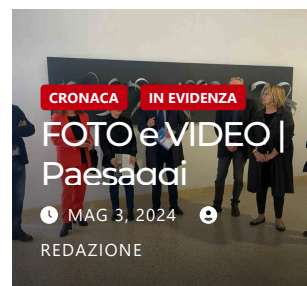 CRONACA IN EVIDENZA
FOTO e VIDEO |
Paesaggi
MAG 3, 2024
REDAZIONE